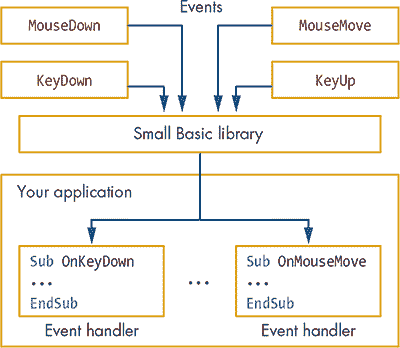 Events
MouseDown
MouseMove
KeyDown
KeyUp
Small Basic library
Your application
Sub OnKeyDown
...
EndSub
Event handler
...
Sub OnMouseMove
...
EndSub
Event handler